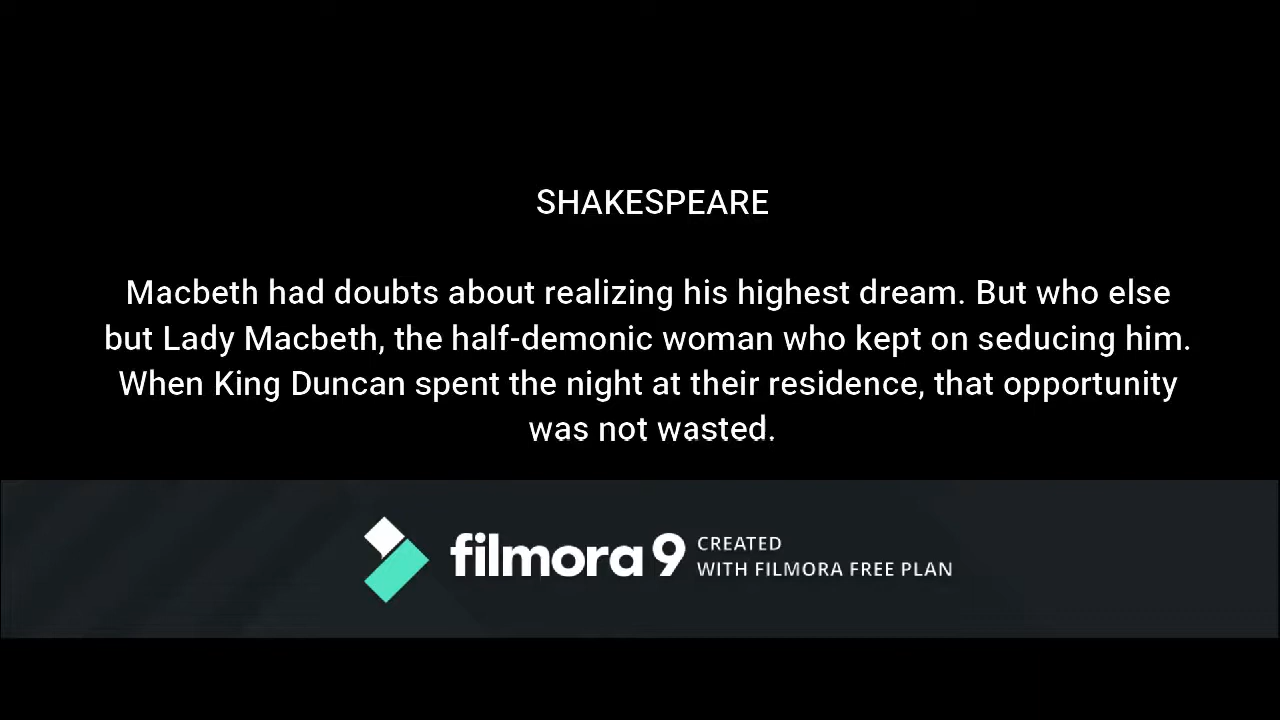 SHAKESPEARE
Macbeth had doubts about realizing his highest dream. But who else
but Lady Macbeth, the half-demonic woman who kept on seducing him.
When King Duncan spent the night at their residence, that opportunity
was not wasted.
filmora 9 CREATED
WITH FILMORA FREE PLAN